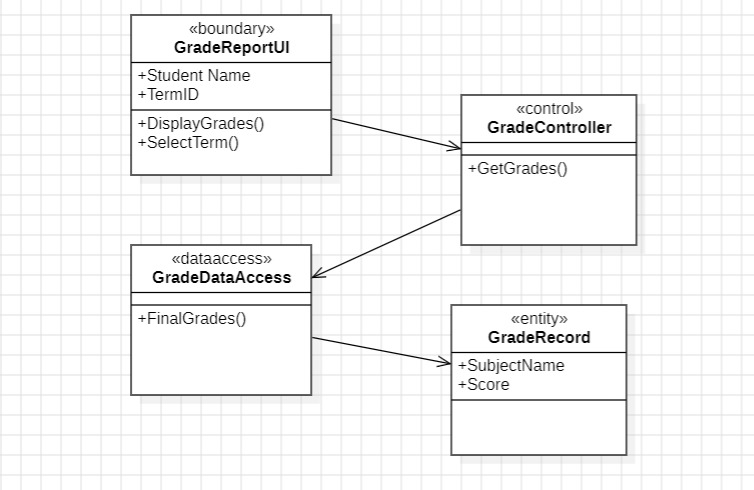 «boundary»
GradeReportUI
+Student Name
+TermID
+DisplayGrades()
+SelectTerm()
«control»
GradeController
+GetGrades()
«dataaccess»
GradeDataAccess
+FinalGrades()
«entity»
GradeRecord
+SubjectName
+Score